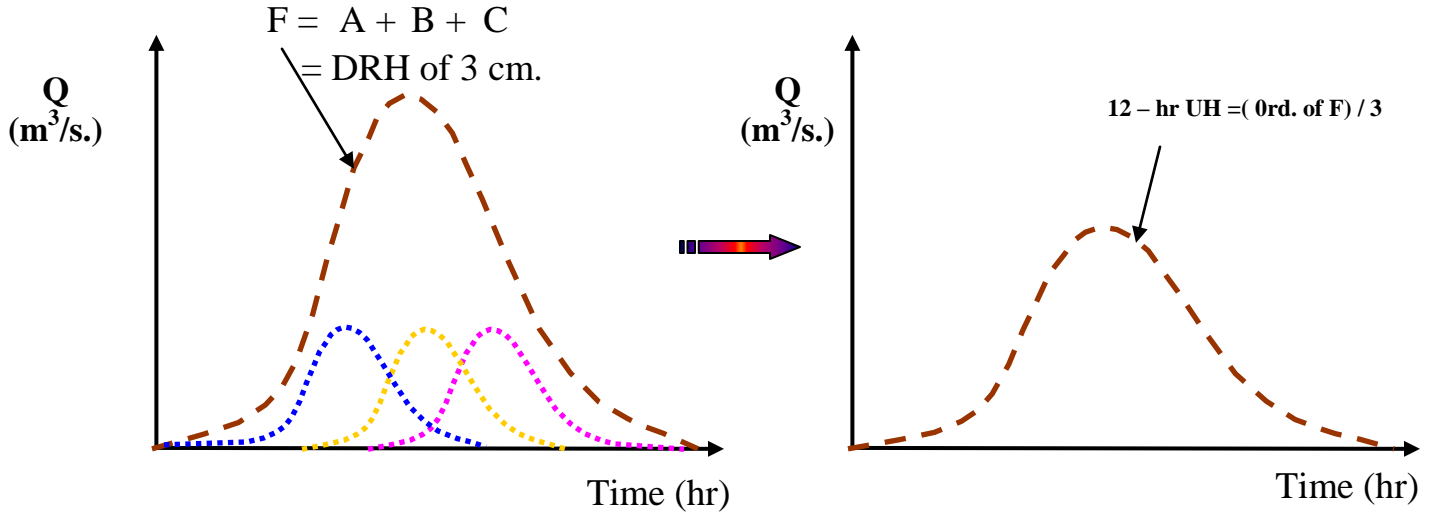 F = A + B + C
= DRH of 3 cm.
Q
(m³/s.)
Time (hr)
Q
(m³/s.)
12 – hr UH =( 0rd. of F) / 3
Time (hr)